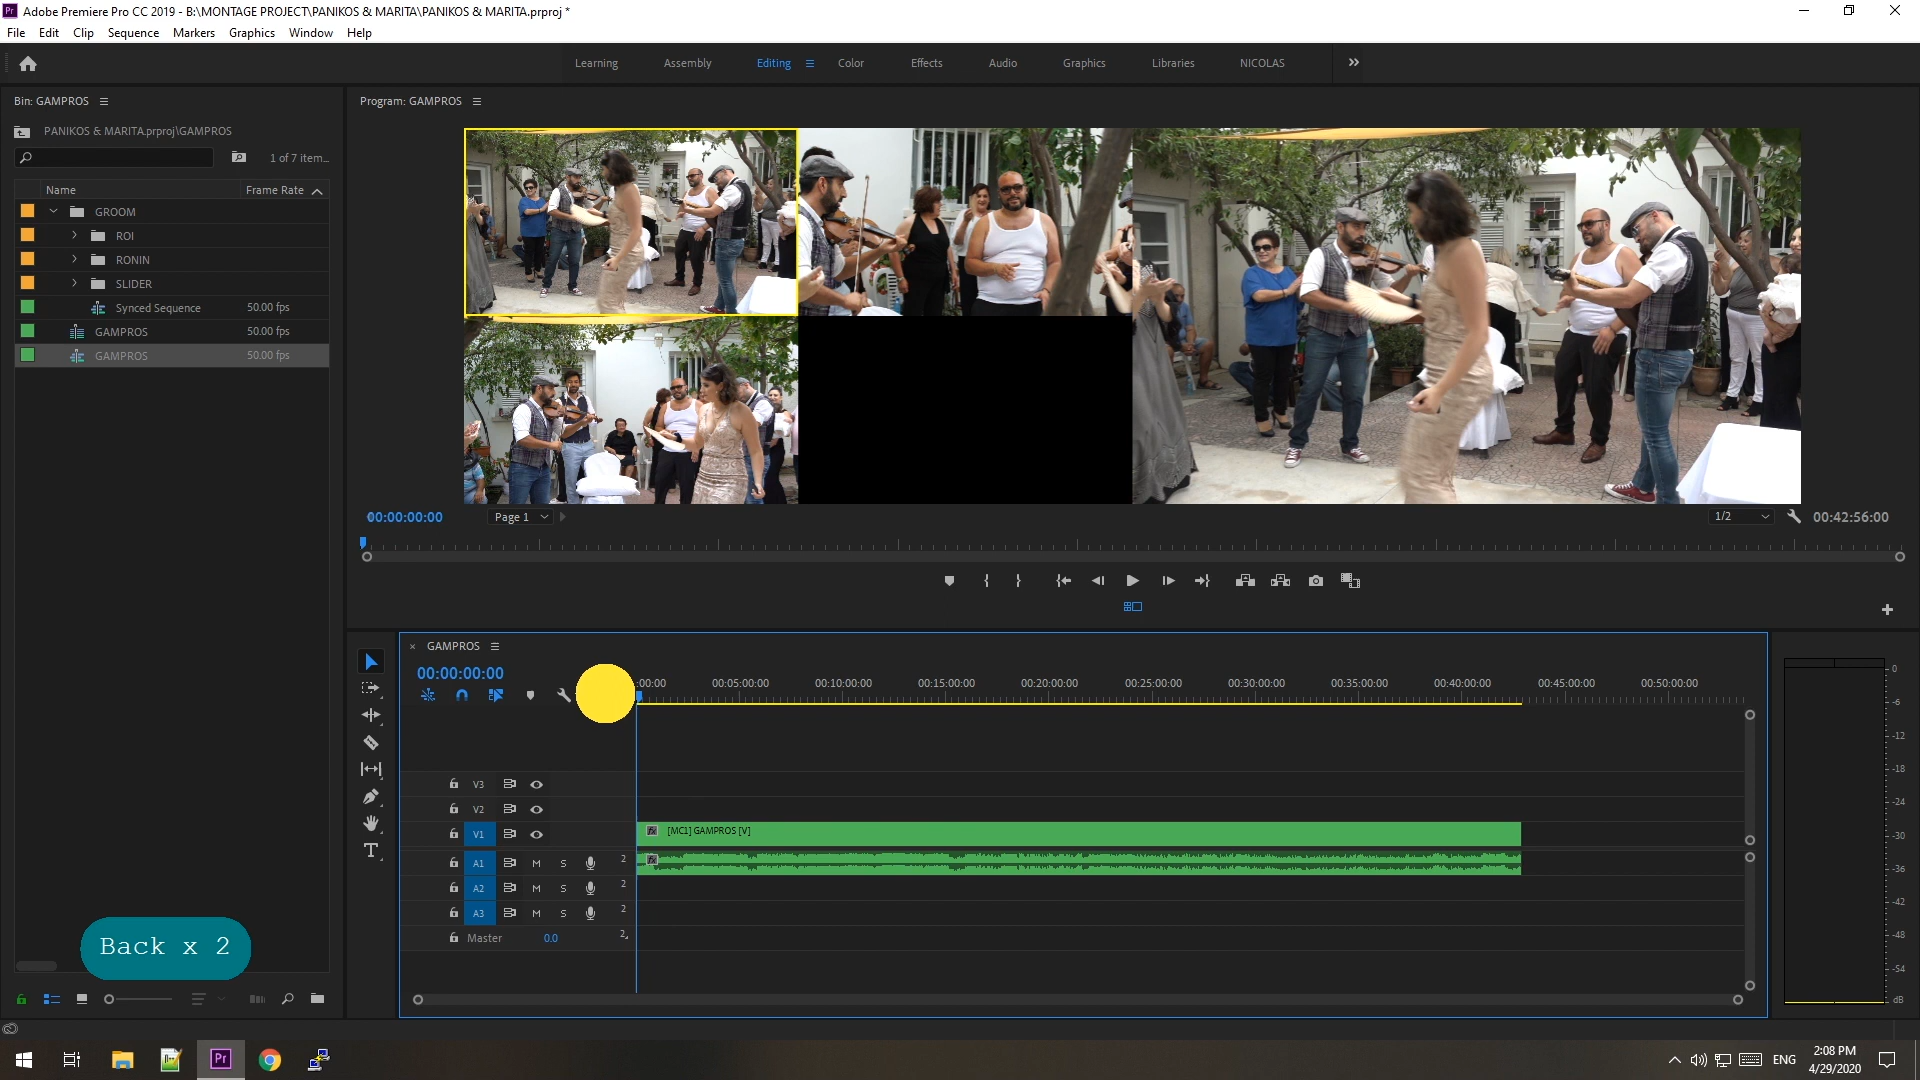 Adobe Premiere Pro CC 2019 - B:\MONTAGE PROJECT\PANIKOS & MARITA\PANIKOS & MARITA.prproj *
File Edit Clip Sequence Markers Graphics Window Help
Learning Assembly Editing Color Effects Audio Graphics Libraries NICOLAS
Bin: GAMPROS
Program: GAMPROS
PANIKOS & MARITA.prproj\GAMPROS
1 of 7 item...
Name Frame Rate
GROOM
ROI
RONIN
SLIDER
Synced Sequence 50.00 fps
GAMPROS 50.00 fps
GAMPROS 50.00 fps
00:00:00:00 Page 1 1/2 00:42:56:00
GAMPROS
00:00:00:00
:00:00 00:05:00:00 00:10:00:00 00:15:00:00 00:20:00:00 00:25:00:00 00:30:00:00 00:35:00:00 00:40:00:00 00:45:00:00 00:50:00:00
V3
V2
V1 fx [MC1] GAMPROS [V]
A1 M S 2 fx
A2 M S 2
A3 M S 2
Master 0.0 2
0
-6
-12
-18
-24
-30
-36
-42
-48
-54
dB
Back x 2
Pr
ENG
2:08 PM
4/29/2020